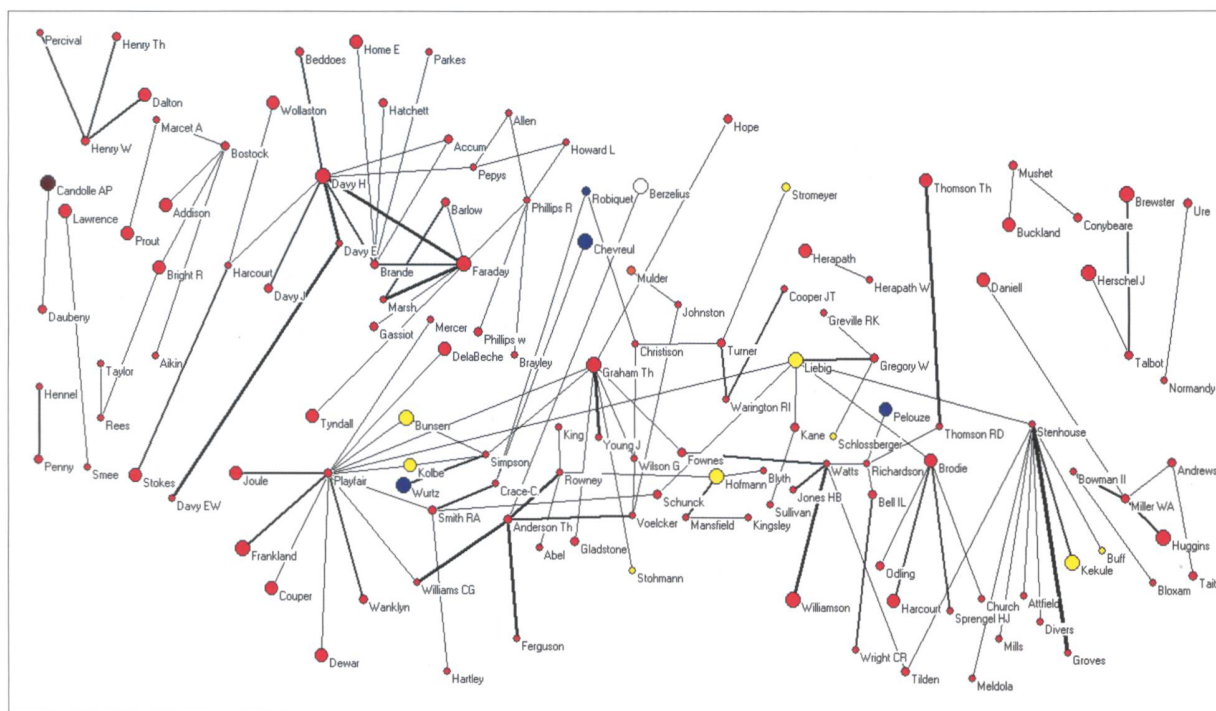 Percival
Henry Th
Beddoes
Home E
Parkes
Dalton
Wollaston
Hatchett
Allen
Hope
Marcet A
Henry W
Bostock
Accum
Howard L
Pepys
Mushet
Candolle AP
Davy H
Robiquet
Berzelius
Stromeyer
Thomson Th
Brewster
Ure
Lawrence
Addison
Barlow
Phillips R
Buckland
Conybeare
Prout
Davy E
Chevreul
Bright R
Harcourt
Brande
Faraday
Mulder
Herapath
Herapath W
Daniell
Herschel J
Davy J
Marsh
Cooper JT
Daubeny
Gassiot
Mercer
Phillips w
Johnston
Greville RK
Aikin
DelaBeche
Brayley
Christison
Turner
Talbot
Taylor
Graham Th
Liebig
Gregory W
Hennel
Normandy
Rees
Tyndall
Bunsen
Warington RI
Pelouze
Kane
Thomson RD
Stenhouse
Penny
Smee
Stokes
King
Young J
Schlossberger
Simpson
Wilson G
Fownes
Joule
Playfair
Kolbe
Wurtz
Rowney
Hofmann
Blyth
Watts
Richardson
Brodie
Bowman II
Andrews
Davy EW
Crace-C
Schunck
Jones HB
Bell IL
Miller WA
Smith RA
Anderson Th
Voelcker
Mansfield
Kingsley
Sullivan
Frankland
Abel
Gladstone
Huggins
Buff
Kekule
Couper
Williams CG
Stohmann
Odling
Tait
Bloxam
Wanklyn
Williamson
Harcourt
Church
Attfield
Sprengel HJ
Divers
Ferguson
Mills
Dewar
Wright CR
Groves
Hartley
Tilden
Meldola